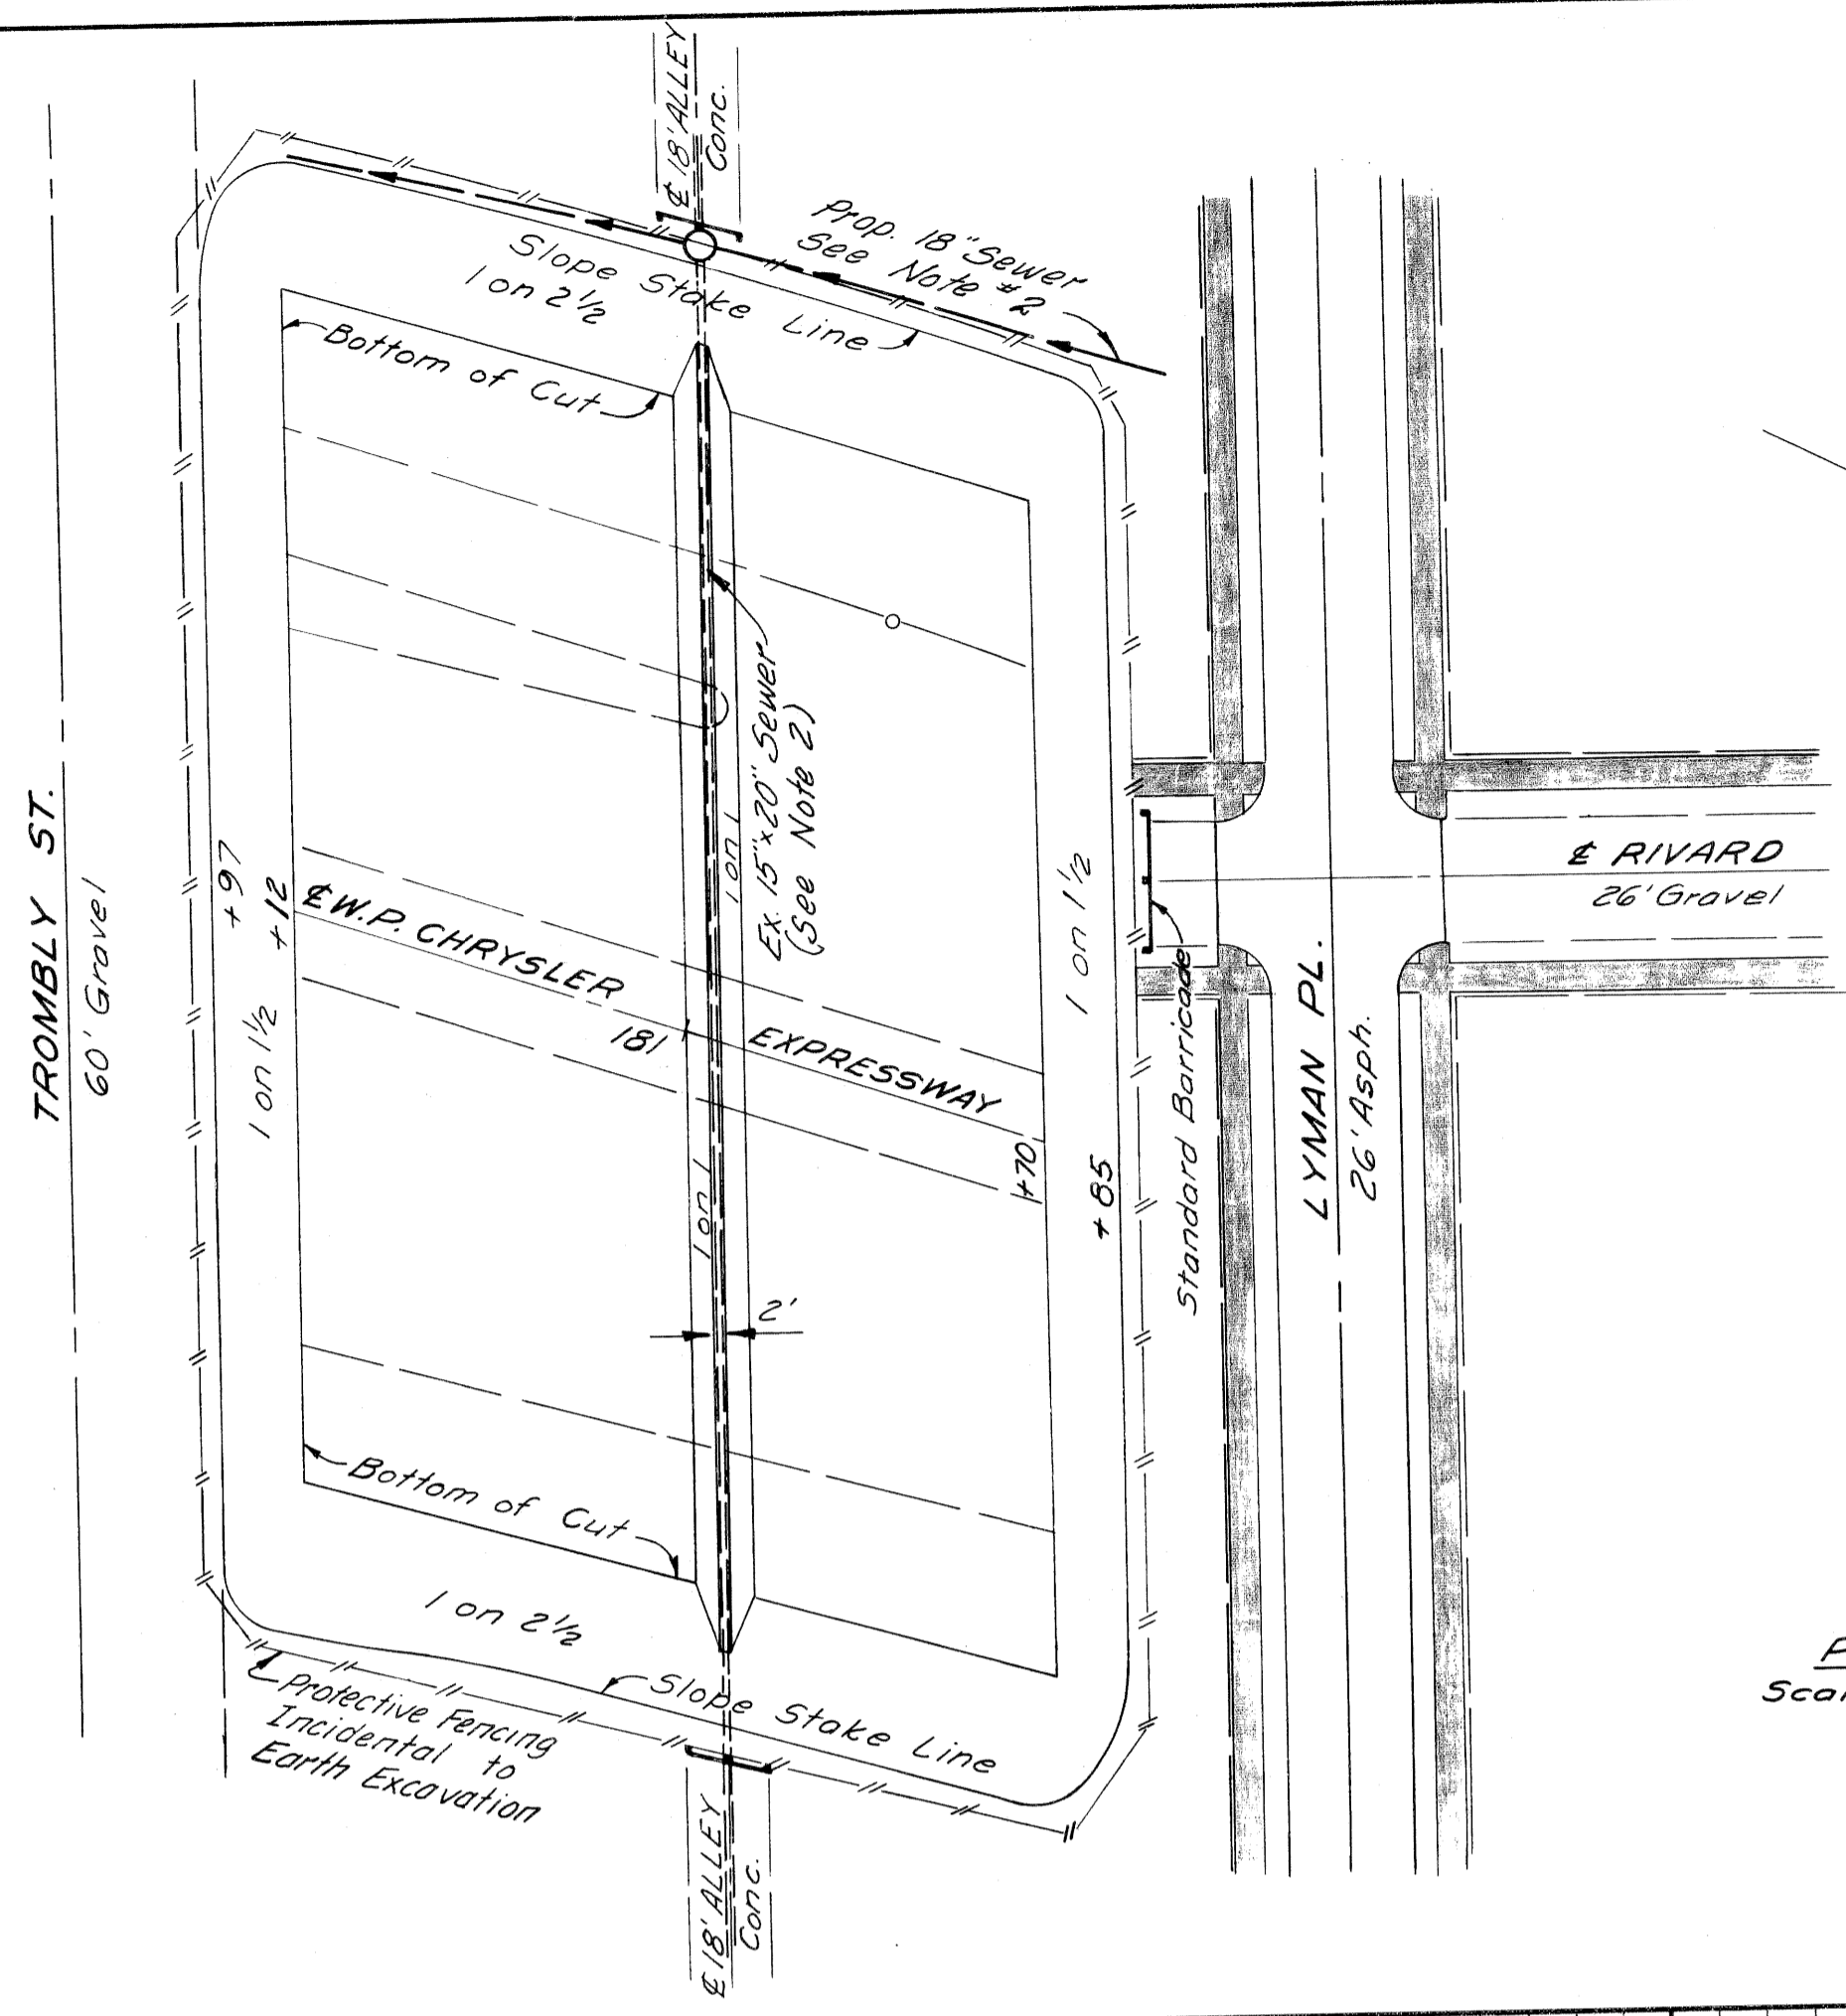 ℄ 18' ALLEY
Conc.
Prop. 18" Sewer
See Note #2
Slope Stake Line
1 on 2½
Bottom of Cut
TROMBLY ST.
60' Gravel
+97
+12
1 on 1½
℄ W.P. CHRYSLER
EXPRESSWAY
181
1 on 1
1 on 1
Ex. 15"x20" Sewer
(See Note 2)
1 on 1½
+70
+85
2'
Standard Barricade
LYMAN PL.
26' Asph.
℄ RIVARD
26' Gravel
Bottom of Cut
1 on 2½
Slope Stake Line
Protective Fencing
Incidental to
Earth Excavation
℄ 18' ALLEY
Conc.